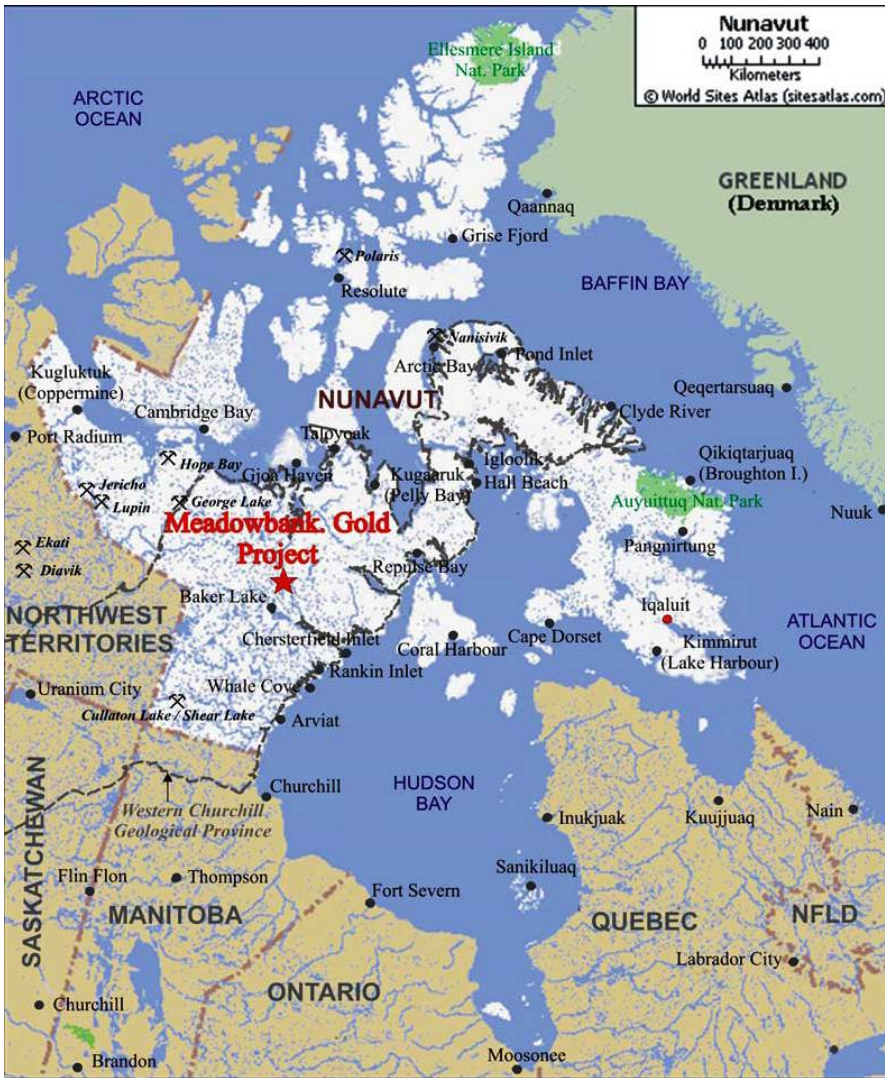 Nunavut
0 100 200 300 400
Kilometers
© World Sites Atlas (sitesatlas.com)
Ellesmere Island
Nat. Park
ARCTIC
OCEAN
GREENLAND
(Denmark)
Qaannaq
Grise Fjord
Polaris
Resolute
BAFFIN BAY
Nanisivik
Arctic Bay
Pond Inlet
Kugluktuk
(Coppermine)
NUNAVUT
Qeqertarsuaq
Cambridge Bay
Clyde River
Port Radium
Taloyoak
Hope Bay
Gjoa Haven
Kugaaruk
(Pelly Bay)
Igloolik
Hall Beach
Qikiqtarjuaq
(Broughton I.)
Jericho
Lupin
George Lake
Auyuittuq Nat. Park
Nuuk
Meadowbank. Gold
Project
Pangnirtung
Ekati
Diavik
Repulse Bay
Baker Lake
Iqaluit
NORTHWEST
TERRITORIES
Chersterfield Inlet
Coral Harbour
Cape Dorset
ATLANTIC
OCEAN
Kimmirut
(Lake Harbour)
Rankin Inlet
Uranium City
Whale Cove
Cullaton Lake / Shear Lake
Arviat
HUDSON
BAY
Churchill
Western Churchill
Geological Province
Inukjuak
Kuujjuaq
Nain
SASKATCHEWAN
Flin Flon
Thompson
Sanikiluaq
Fort Severn
MANITOBA
QUEBEC
NFLD
Labrador City
ONTARIO
Churchill
Brandon
Moosonee